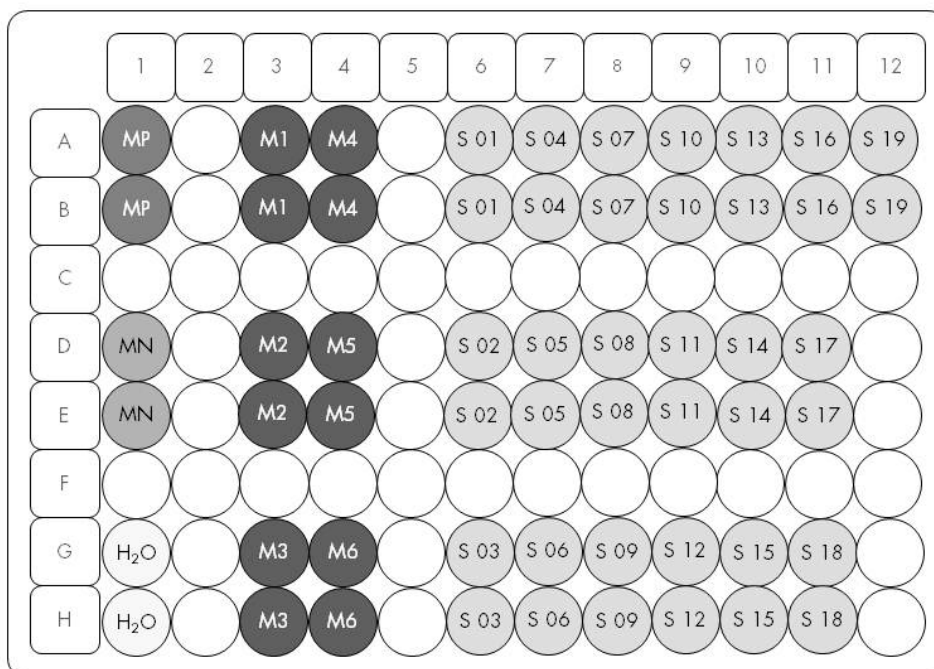 1 2 3 4 5 6 7 8 9 10 11 12
A MP M1 M4 S 01 S 04 S 07 S 10 S 13 S 16 S 19
B MP M1 M4 S 01 S 04 S 07 S 10 S 13 S 16 S 19
C
D MN M2 M5 S 02 S 05 S 08 S 11 S 14 S 17
E MN M2 M5 S 02 S 05 S 08 S 11 S 14 S 17
F
G H₂O M3 M6 S 03 S 06 S 09 S 12 S 15 S 18
H H₂O M3 M6 S 03 S 06 S 09 S 12 S 15 S 18